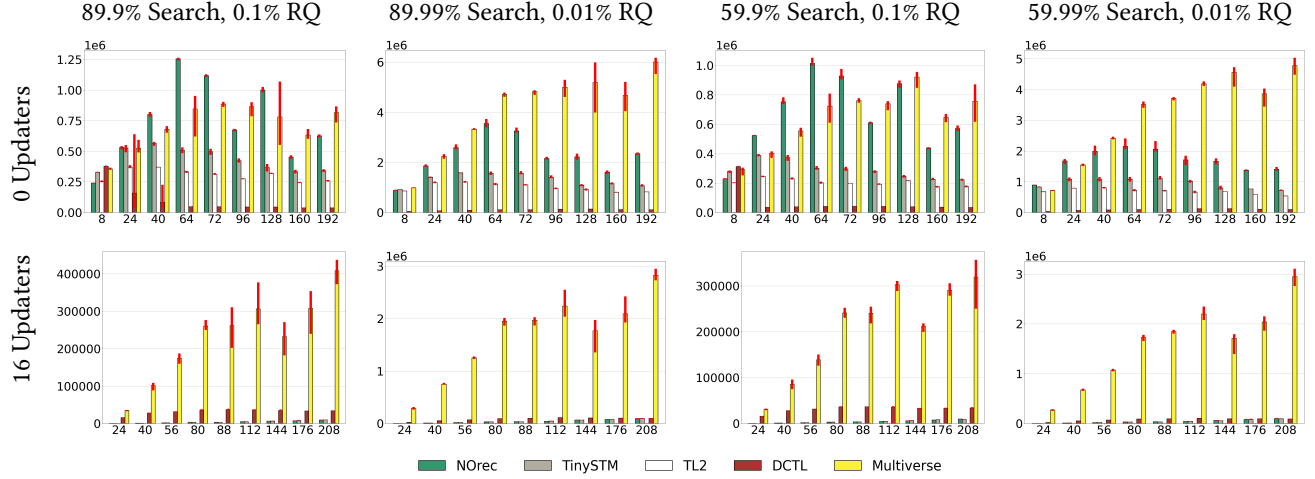 89.9% Search, 0.1% RQ
89.99% Search, 0.01% RQ
59.9% Search, 0.1% RQ
59.99% Search, 0.01% RQ
0 Updaters
1e6
1.25
1.00
0.75
0.50
0.25
0.00
8 24 40 64 72 96 128 160 192
1e6
6
4
2
0
8 24 40 64 72 96 128 160 192
1e6
1.0
0.8
0.6
0.4
0.2
0.0
8 24 40 64 72 96 128 160 192
1e6
5
4
3
2
1
0
8 24 40 64 72 96 128 160 192
16 Updaters
400000
300000
200000
100000
0
24 40 56 80 88 112 144 176 208
1e6
3
2
1
0
24 40 56 80 88 112 144 176 208
300000
200000
100000
0
24 40 56 80 88 112 144 176 208
1e6
3
2
1
0
24 40 56 80 88 112 144 176 208
NOrec TinySTM TL2 DCTL Multiverse